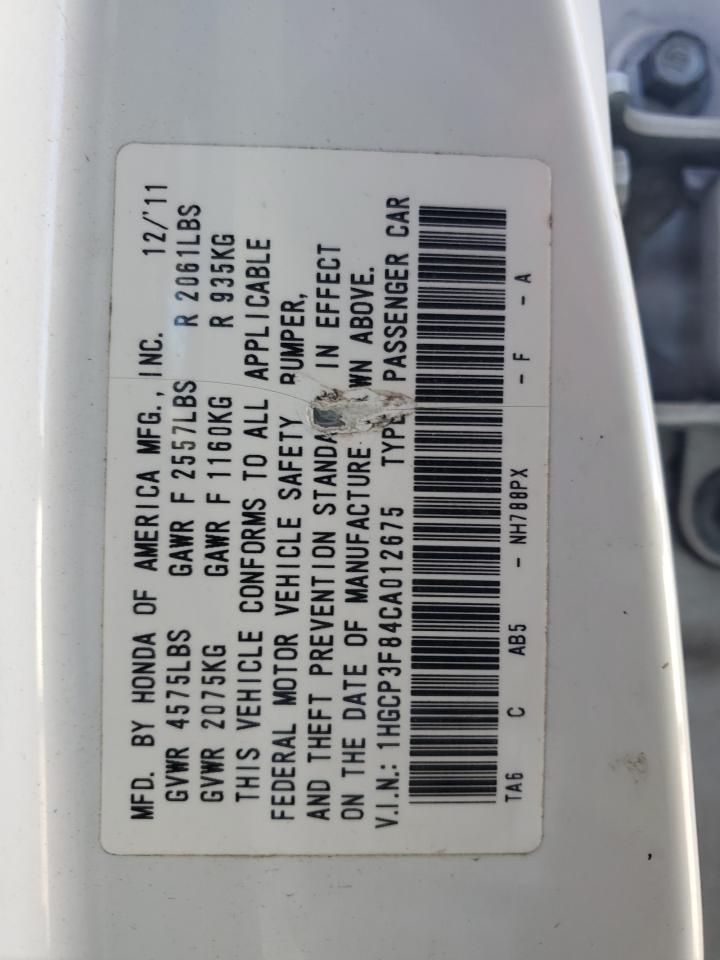 MFD. BY HONDA OF AMERICA MFG., INC. 12/'11
GVWR 4575LBS GAWR F 2557LBS R 2061LBS
GVWR 2075KG GAWR F 1160KG R 935KG
THIS VEHICLE CONFORMS TO ALL APPLICABLE
FEDERAL MOTOR VEHICLE SAFETY BUMPER,
AND THEFT PREVENTION STANDA IN EFFECT
ON THE DATE OF MANUFACTURE WN ABOVE.
V.I.N.: 1HGCP3F84CA012675 TYPE PASSENGER CAR
TA6 C AB5 - NH788PX - F - A